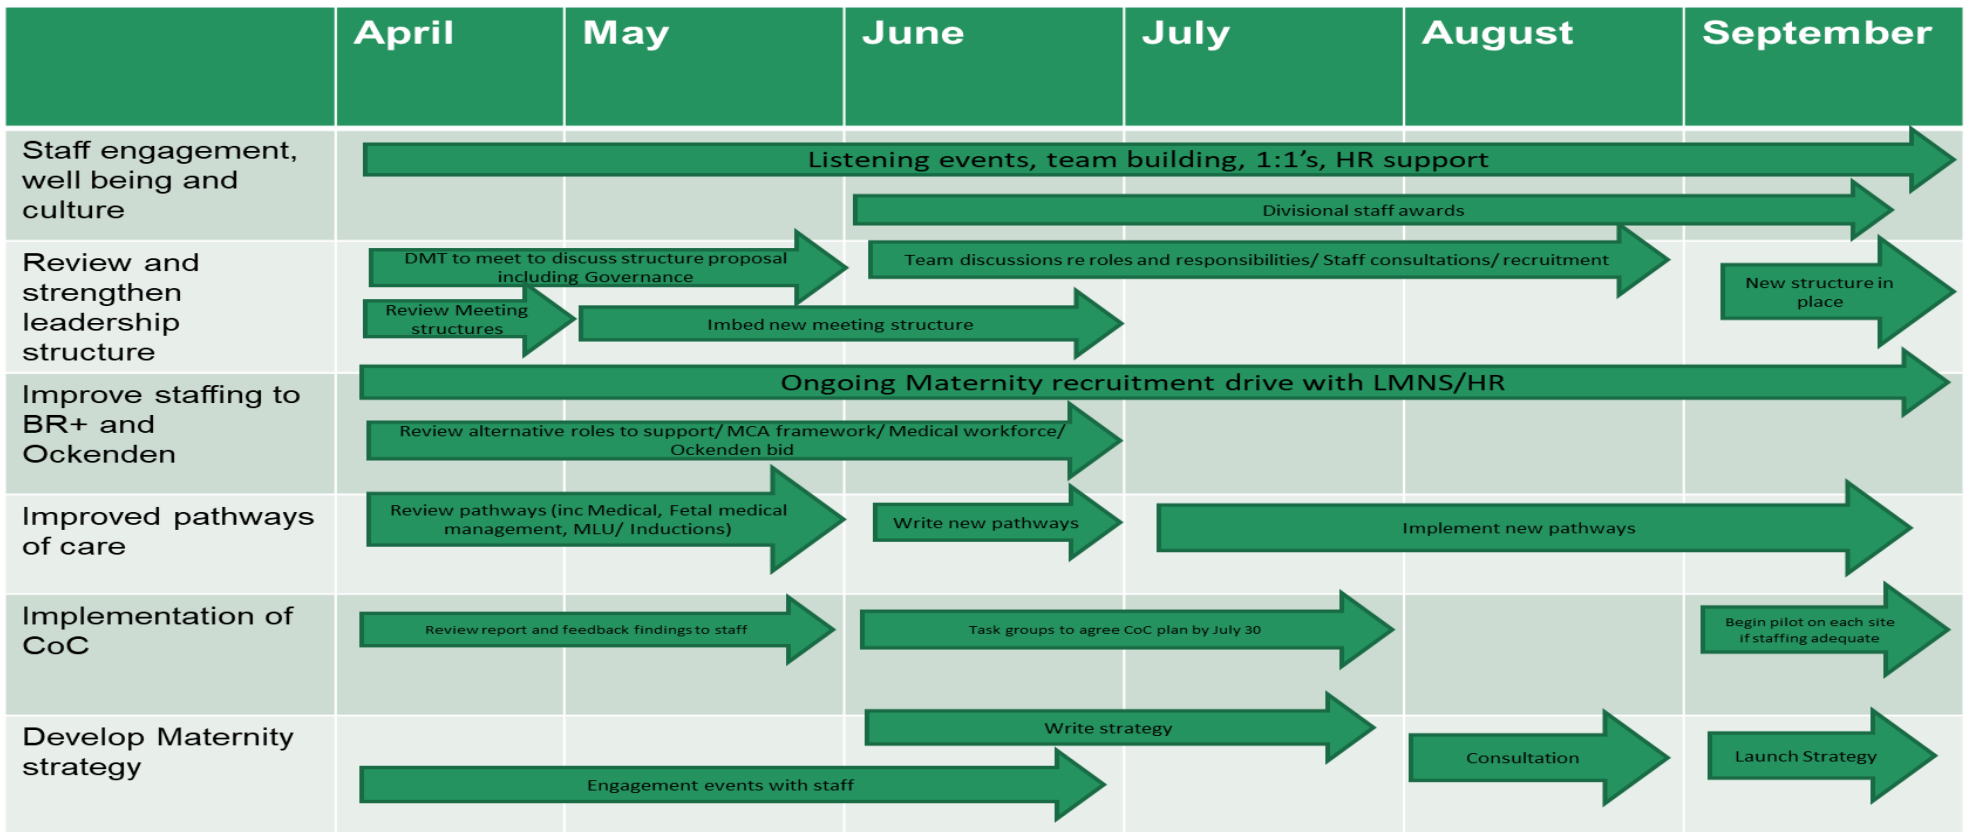 April May June July August September
Staff engagement,
well being and
culture
Listening events, team building, 1:1’s, HR support
Divisional staff awards
Review and
strengthen
leadership
structure
DMT to meet to discuss structure proposal
including Governance
Team discussions re roles and responsibilities/ Staff consultations/ recruitment
New structure in
place
Review Meeting
structures
Imbed new meeting structure
Improve staffing to
BR+ and
Ockenden
Ongoing Maternity recruitment drive with LMNS/HR
Review alternative roles to support/ MCA framework/ Medical workforce/
Ockenden bid
Improved pathways
of care
Review pathways (inc Medical, Fetal medical
management, MLU/ Inductions)
Write new pathways
Implement new pathways
Implementation of
CoC
Review report and feedback findings to staff
Task groups to agree CoC plan by July 30
Begin pilot on each site
if staffing adequate
Develop Maternity
strategy
Write strategy
Engagement events with staff
Consultation
Launch Strategy